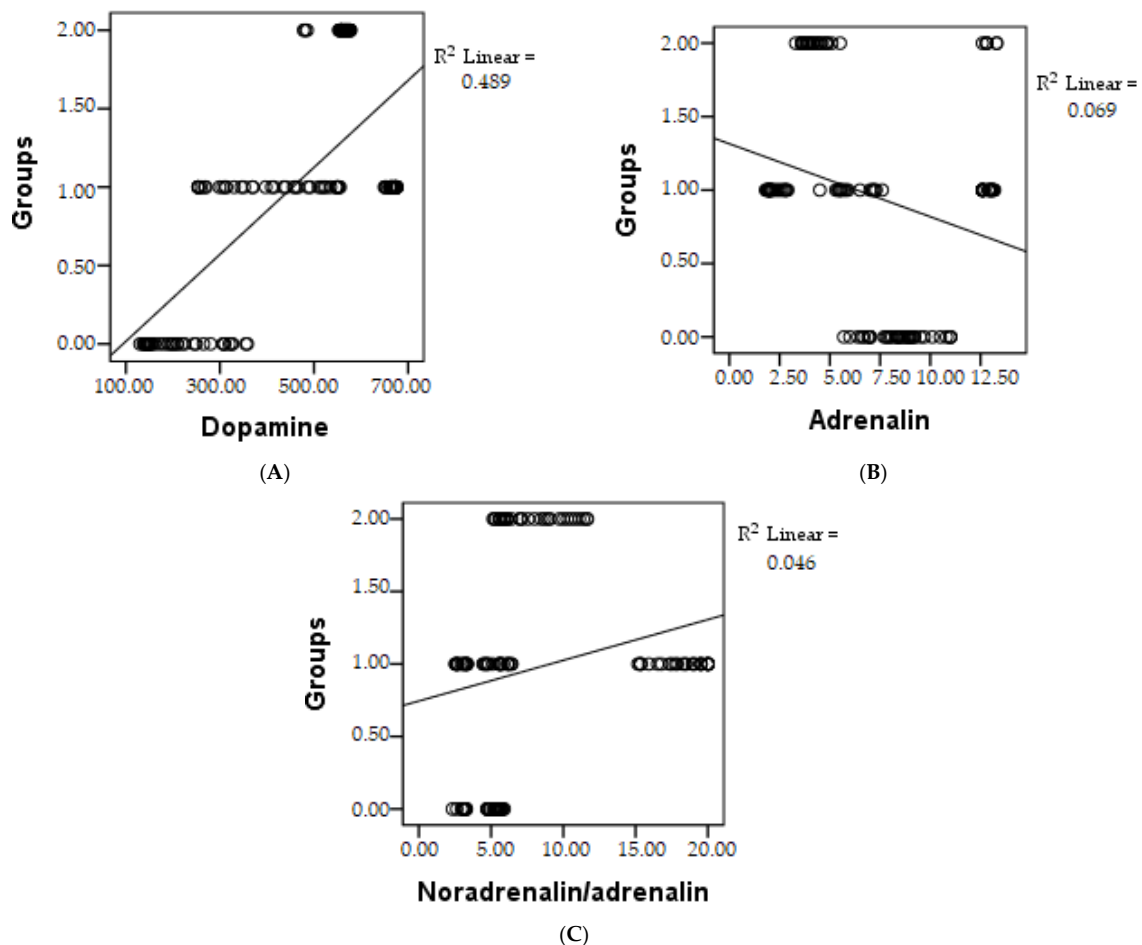 2.00
1.50
1.00
0.50
0.00
Groups
100.00 300.00 500.00 700.00
Dopamine
R² Linear =
0.489
(A)
2.00
1.50
1.00
0.50
0.00
Groups
0.00 2.50 5.00 7.50 10.00 12.50
Adrenalin
R² Linear =
0.069
(B)
2.00
1.50
1.00
0.50
0.00
Groups
0.00 5.00 10.00 15.00 20.00
Noradrenalin/adrenalin
R² Linear =
0.046
(C)